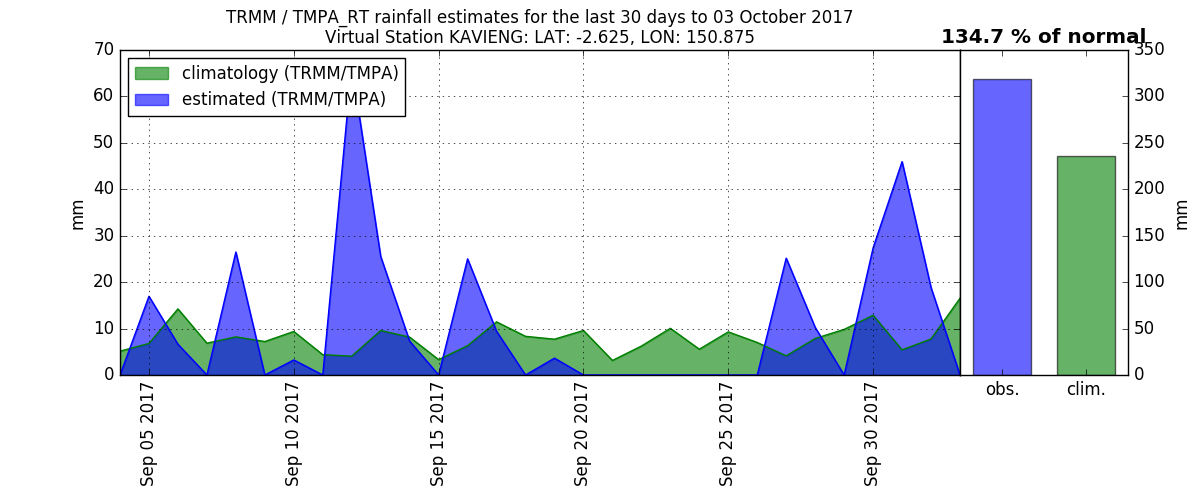 TRMM / TMPA_RT rainfall estimates for the last 30 days to 03 October 2017
Virtual Station KAVIENG: LAT: -2.625, LON: 150.875
134.7 % of normal
climatology (TRMM/TMPA)
estimated (TRMM/TMPA)
70
60
50
40
30
20
10
0
mm
Sep 05 2017
Sep 10 2017
Sep 15 2017
Sep 20 2017
Sep 25 2017
Sep 30 2017
350
300
250
200
150
100
50
0
mm
obs.
clim.